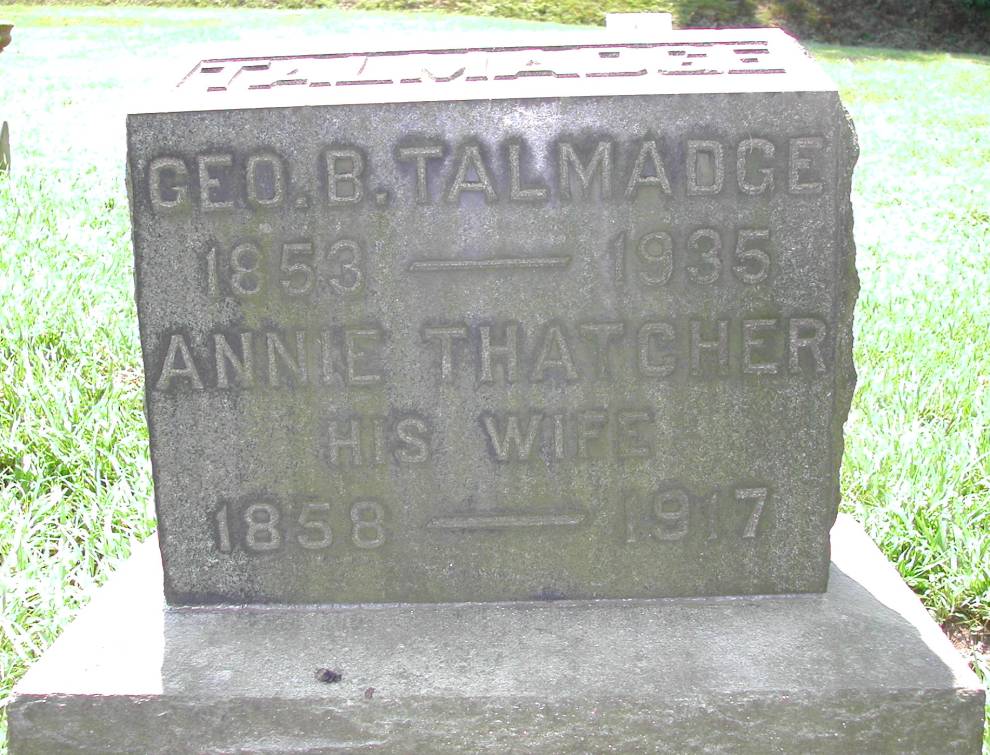 TALMADGE
GEO. B. TALMADGE
1853 — 1935
ANNIE THATCHER
HIS WIFE
1858 — 1917